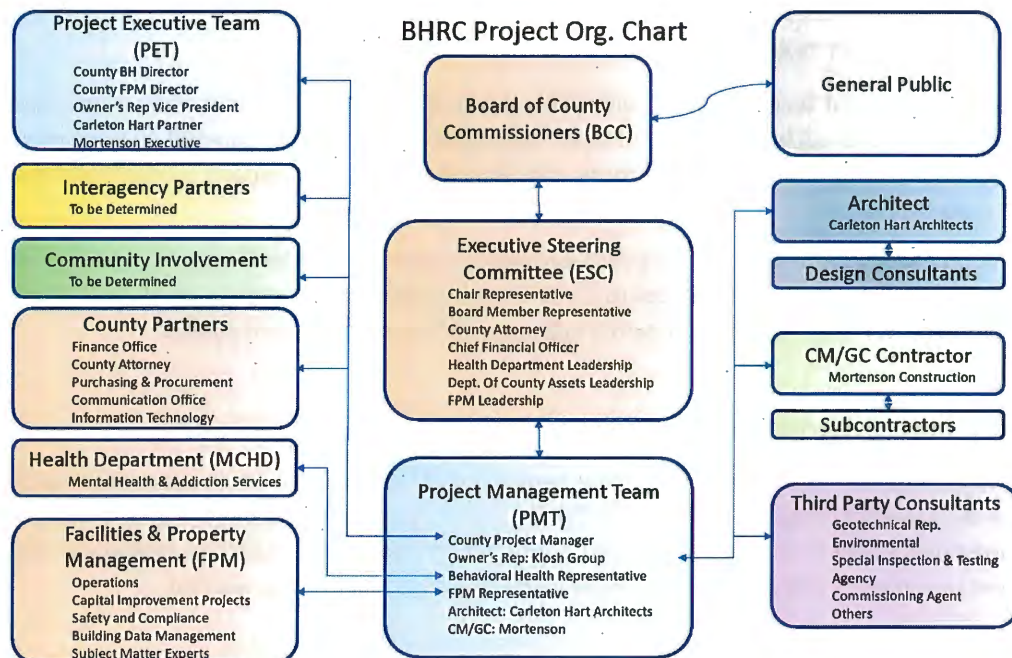 BHRC Project Org. Chart
Project Executive Team
(PET)
County BH Director
County FPM Director
Owner's Rep Vice President
Carleton Hart Partner
Mortenson Executive
Interagency Partners
To be Determined
Community Involvement
To be Determined
County Partners
Finance Office
County Attorney
Purchasing & Procurement
Communication Office
Information Technology
Health Department (MCHD)
Mental Health & Addiction Services
Facilities & Property
Management (FPM)
Operations
Capital Improvement Projects
Safety and Compliance
Building Data Management
Subject Matter Experts
Board of County
Commissioners (BCC)
Executive Steering
Committee (ESC)
Chair Representative
Board Member Representative
County Attorney
Chief Financial Officer
Health Department Leadership
Dept. Of County Assets Leadership
FPM Leadership
Project Management Team
(PMT)
County Project Manager
Owner's Rep: Klosh Group
Behavioral Health Representative
FPM Representative
Architect: Carleton Hart Architects
CM/GC: Mortenson
General Public
Architect
Carleton Hart Architects
Design Consultants
CM/GC Contractor
Mortenson Construction
Subcontractors
Third Party Consultants
Geotechnical Rep.
Environmental
Special Inspection & Testing
Agency
Commissioning Agent
Others